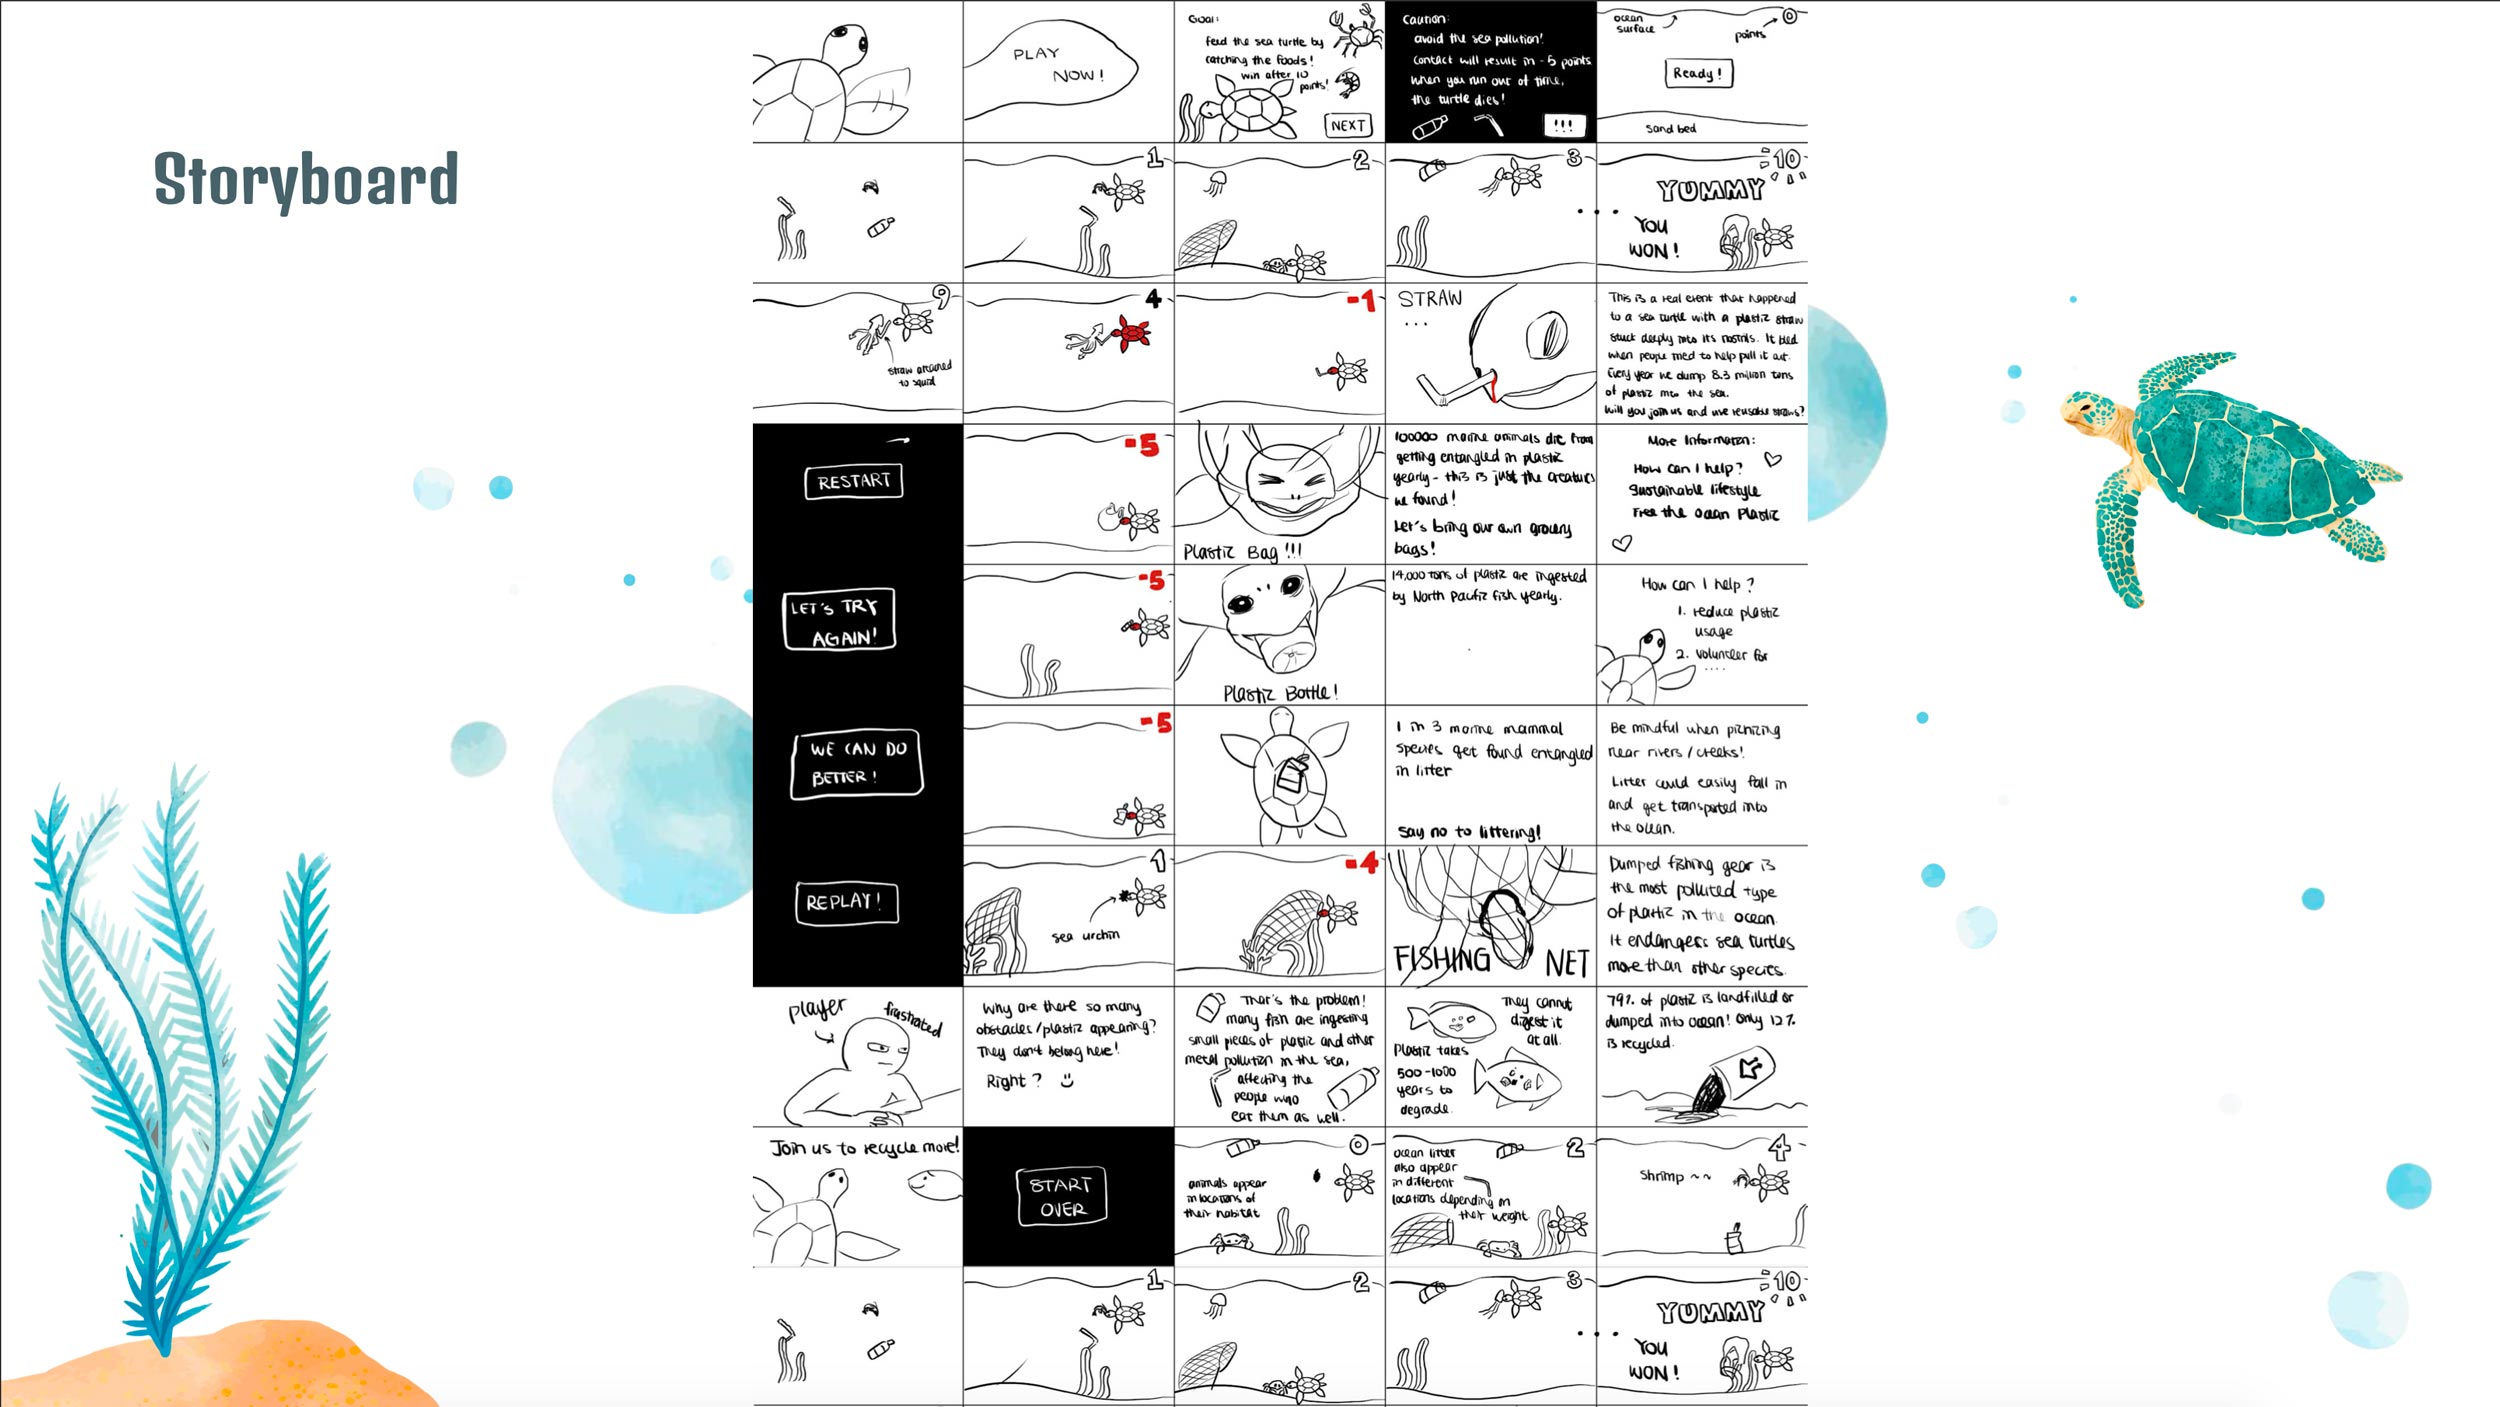 Storyboard
PLAY
NOW!
Goal:
feed the sea turtle by
catching the foods!
win after 10
points!
NEXT
Caution:
avoid the sea pollution!
contact will result in -5 points
when you run out of time,
the turtle dies!
!!!
ocean
surface
points
0
Ready!
sand bed
1
2
3
...
10
YUMMY
YOU
WON!
9
straw attached
to squid
4
-1
STRAW
...
This is a real event that happened
to a sea turtle with a plastic straw
stuck deeply into its nostrils. It bled
when people tried to help pull it out.
Every year we dump 8.3 million tons
of plastic into the sea.
Will you join us and use reusable straws?
RESTART
-5
Plastic Bag!!!
100000 marine animals die from
getting entangled in plastic
yearly - this is just the creatures
we found!
Let's bring our own grocery
bags!
More Information:
How can I help?
Sustainable lifestyle
Free the Ocean Plastic
LET'S TRY
AGAIN!
-5
Plastic Bottle!
14,000 tons of plastic are ingested
by North Pacific fish yearly.
How can I help?
1. reduce plastic
usage
2. volunteer for
....
WE CAN DO
BETTER!
-5
1 in 3 marine mammal
species get found entangled
in litter
Say no to littering!
Be mindful when picnicing
near rivers/creeks!
Litter could easily fall in
and get transported into
the ocean.
REPLAY!
1
sea urchin
-4
FISHING NET
Dumped fishing gear is
the most polluted type
of plastic in the ocean.
It endangers sea turtles
more than other species.
player
frustrated
Why are there so many
obstacles/plastic appearing?
They don't belong here!
Right?
That's the problem!
many fish are ingesting
small pieces of plastic and other
metal pollution in the sea,
affecting the
people who
eat them as well.
They cannot
digest it
at all.
Plastic takes
500-1000
years to
degrade.
79% of plastic is landfilled or
dumped into ocean! Only 12%
is recycled.
Join us to recycle more!
START
OVER
0
animals appear
in locations of
their habitat
2
ocean litter
also appear
in different
locations depending on
their weight
4
Shrimp ~~
1
2
3
...
10
YUMMY
YOU
WON!